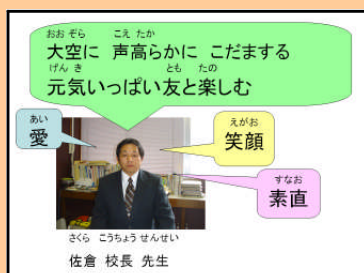 おおぞら こえ たか
大空に 声高らかに こだまする
げん き とも たの
元気いっぱい友と楽しむ
あい
愛
えがお
笑顔
すなお
素直
さくら こうちょう せんせい
佐倉 校長 先生